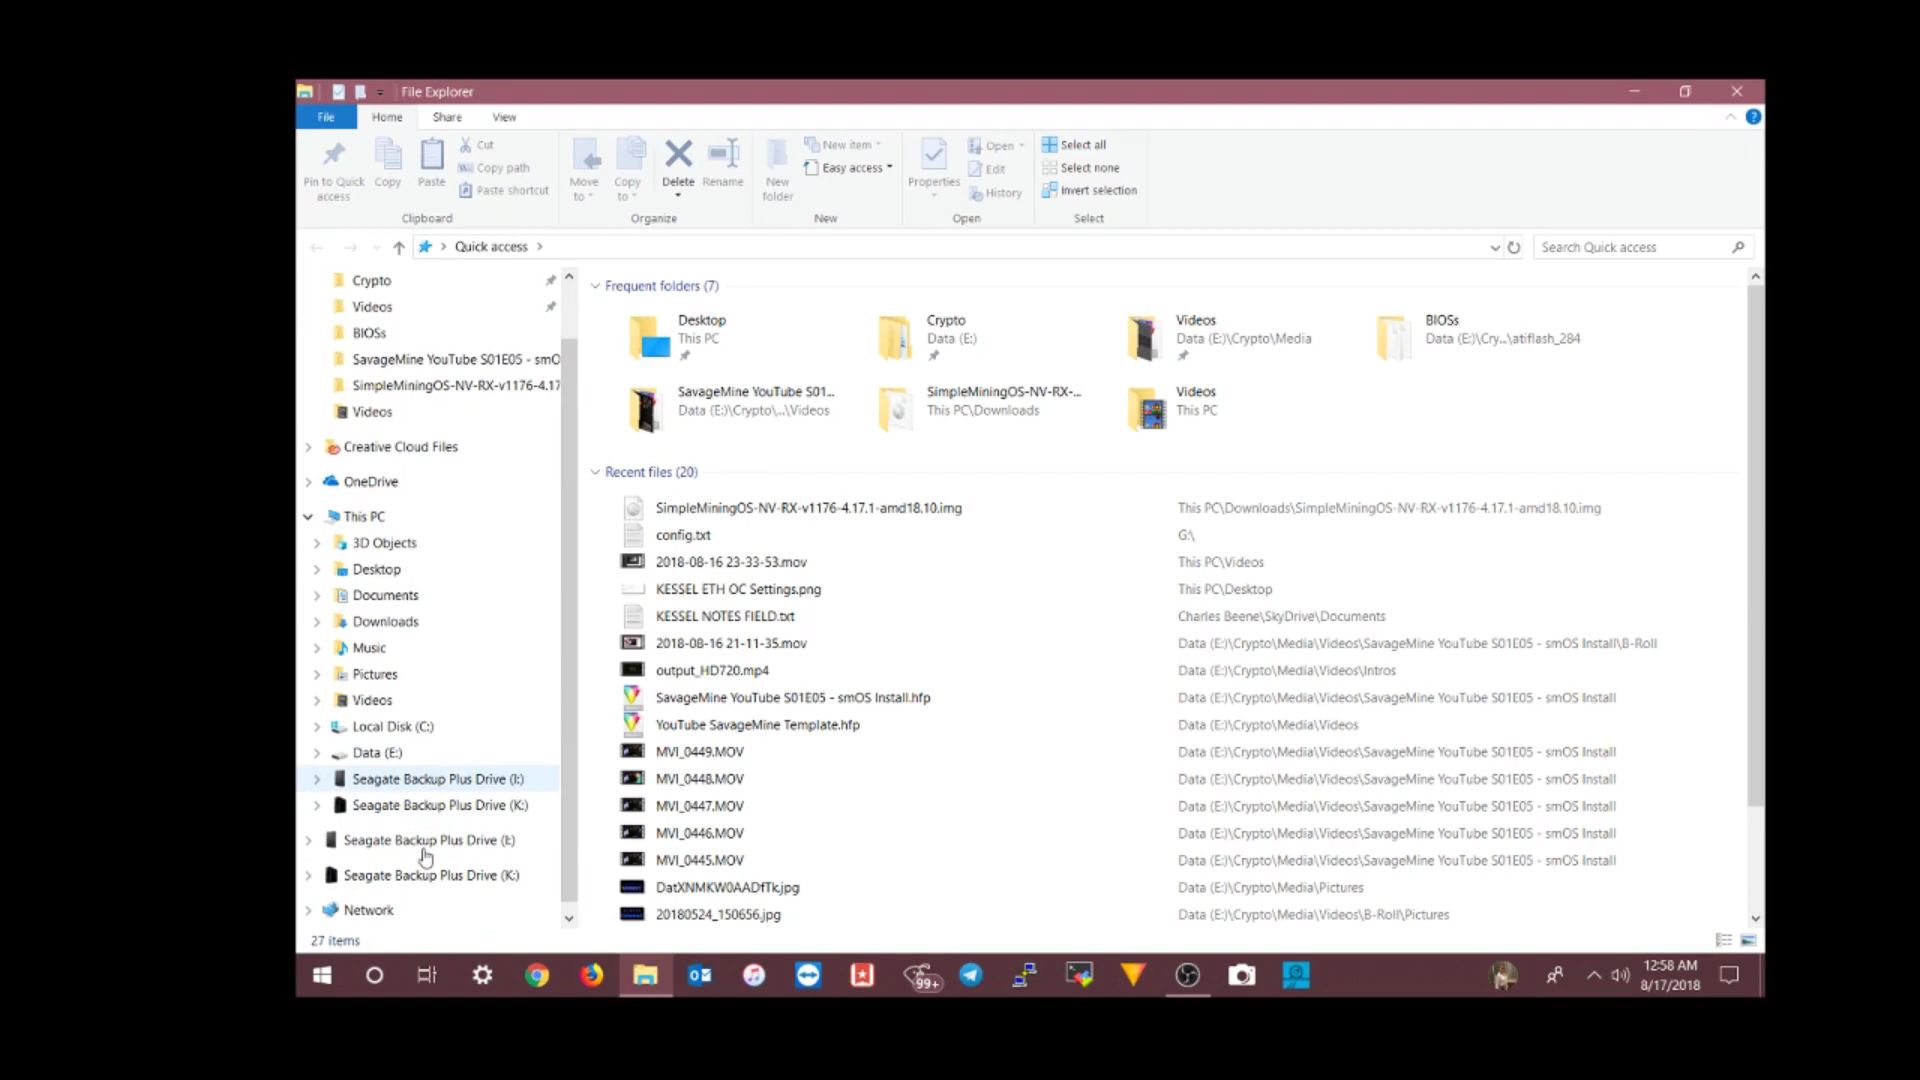 File Explorer
File Home Share View
Pin to Quick access
Copy
Paste
Cut
Copy path
Paste shortcut
Clipboard
Move to
Copy to
Delete
Rename
Organize
New folder
New item
Easy access
New
Properties
Open
Edit
History
Open
Select all
Select none
Invert selection
Select
Quick access
Search Quick access
Crypto
Videos
BIOSs
SavageMine YouTube S01E05 - smO
SimpleMiningOS-NV-RX-v1176-4.17
Videos
Creative Cloud Files
OneDrive
This PC
3D Objects
Desktop
Documents
Downloads
Music
Pictures
Videos
Local Disk (C:)
Data (E:)
Seagate Backup Plus Drive (I:)
Seagate Backup Plus Drive (K:)
Seagate Backup Plus Drive (I:)
Seagate Backup Plus Drive (K:)
Network
Frequent folders (7)
Desktop
This PC
Crypto
Data (E:)
Videos
Data (E:)\Crypto\Media
BIOSs
Data (E:)\Cry...\atiflash_284
SavageMine YouTube S01...
Data (E:)\Crypto\...\Videos
SimpleMiningOS-NV-RX-...
This PC\Downloads
Videos
This PC
Recent files (20)
SimpleMiningOS-NV-RX-v1176-4.17.1-amd18.10.img This PC\Downloads\SimpleMiningOS-NV-RX-v1176-4.17.1-amd18.10.img
config.txt G:\
2018-08-16 23-33-53.mov This PC\Videos
KESSEL ETH OC Settings.png This PC\Desktop
KESSEL NOTES FIELD.txt Charles Beene\SkyDrive\Documents
2018-08-16 21-11-35.mov Data (E:)\Crypto\Media\Videos\SavageMine YouTube S01E05 - smOS Install\B-Roll
output_HD720.mp4 Data (E:)\Crypto\Media\Videos\Intros
SavageMine YouTube S01E05 - smOS Install.hfp Data (E:)\Crypto\Media\Videos\SavageMine YouTube S01E05 - smOS Install
YouTube SavageMine Template.hfp Data (E:)\Crypto\Media\Videos
MVI_0449.MOV Data (E:)\Crypto\Media\Videos\SavageMine YouTube S01E05 - smOS Install
MVI_0448.MOV Data (E:)\Crypto\Media\Videos\SavageMine YouTube S01E05 - smOS Install
MVI_0447.MOV Data (E:)\Crypto\Media\Videos\SavageMine YouTube S01E05 - smOS Install
MVI_0446.MOV Data (E:)\Crypto\Media\Videos\SavageMine YouTube S01E05 - smOS Install
MVI_0445.MOV Data (E:)\Crypto\Media\Videos\SavageMine YouTube S01E05 - smOS Install
DatXNMKW0AADfTk.jpg Data (E:)\Crypto\Media\Pictures
20180524_150656.jpg Data (E:)\Crypto\Media\Videos\B-Roll\Pictures
27 items
99+
12:58 AM
8/17/2018